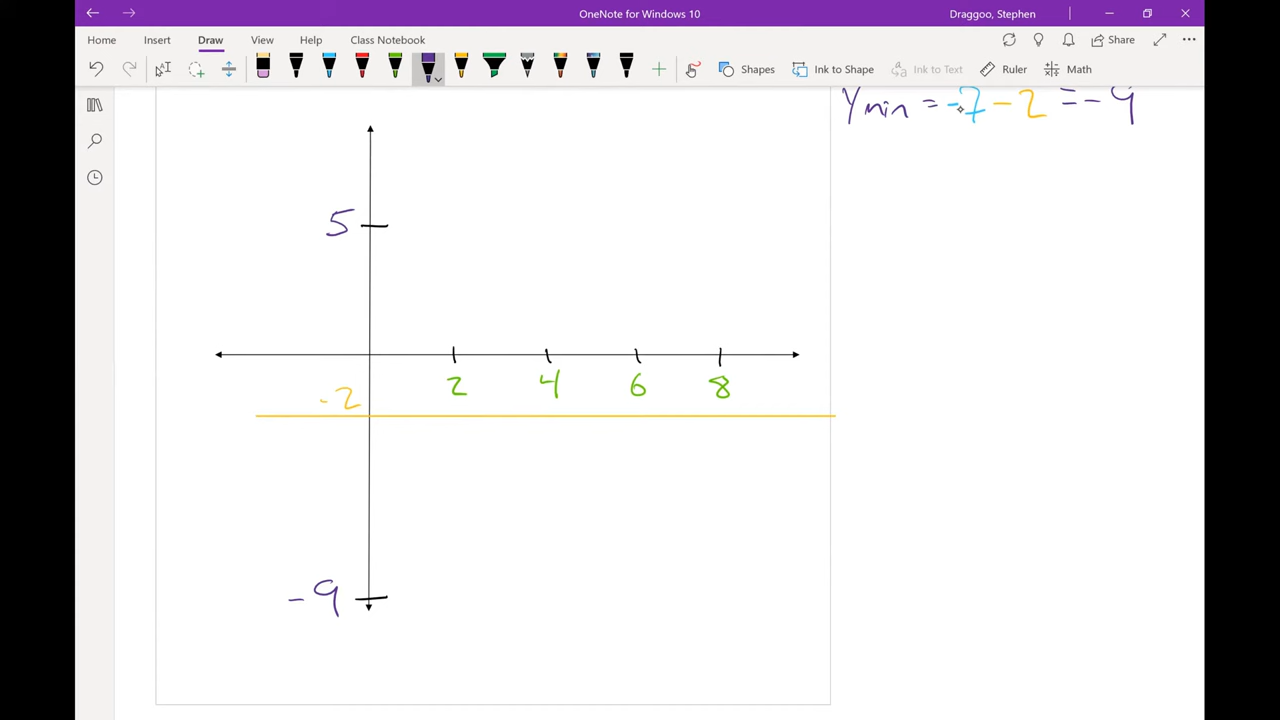 OneNote for Windows 10
Draggoo, Stephen
Home Insert Draw View Help Class Notebook
Share
Shapes Ink to Shape Ink to Text Ruler Math
Ymin = -7 - 2 = - 9
5
-2
2 4 6 8
-9